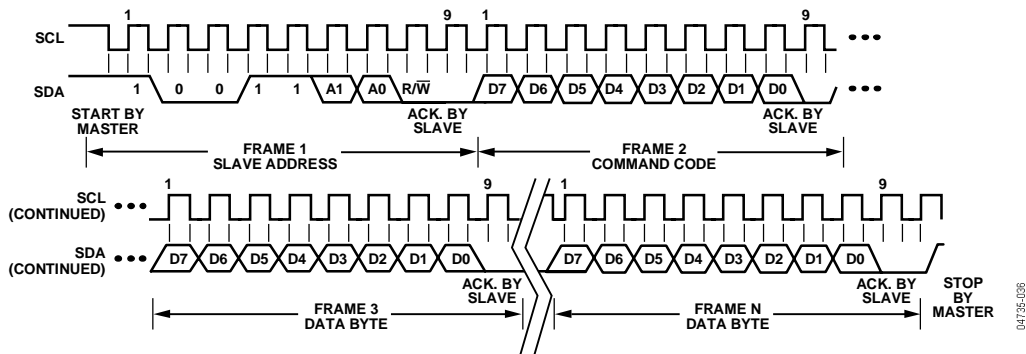 1 9 1 9
SCL
SDA
1 0 0 1 1 A1 A0 R/W̅ D7 D6 D5 D4 D3 D2 D1 D0
START BY MASTER
ACK. BY SLAVE
ACK. BY SLAVE
FRAME 1
SLAVE ADDRESS
FRAME 2
COMMAND CODE
1 9 1 9
SCL
(CONTINUED)
SDA
(CONTINUED)
D7 D6 D5 D4 D3 D2 D1 D0 D7 D6 D5 D4 D3 D2 D1 D0
ACK. BY SLAVE
ACK. BY SLAVE
STOP BY MASTER
FRAME 3
DATA BYTE
FRAME N
DATA BYTE
04735-036